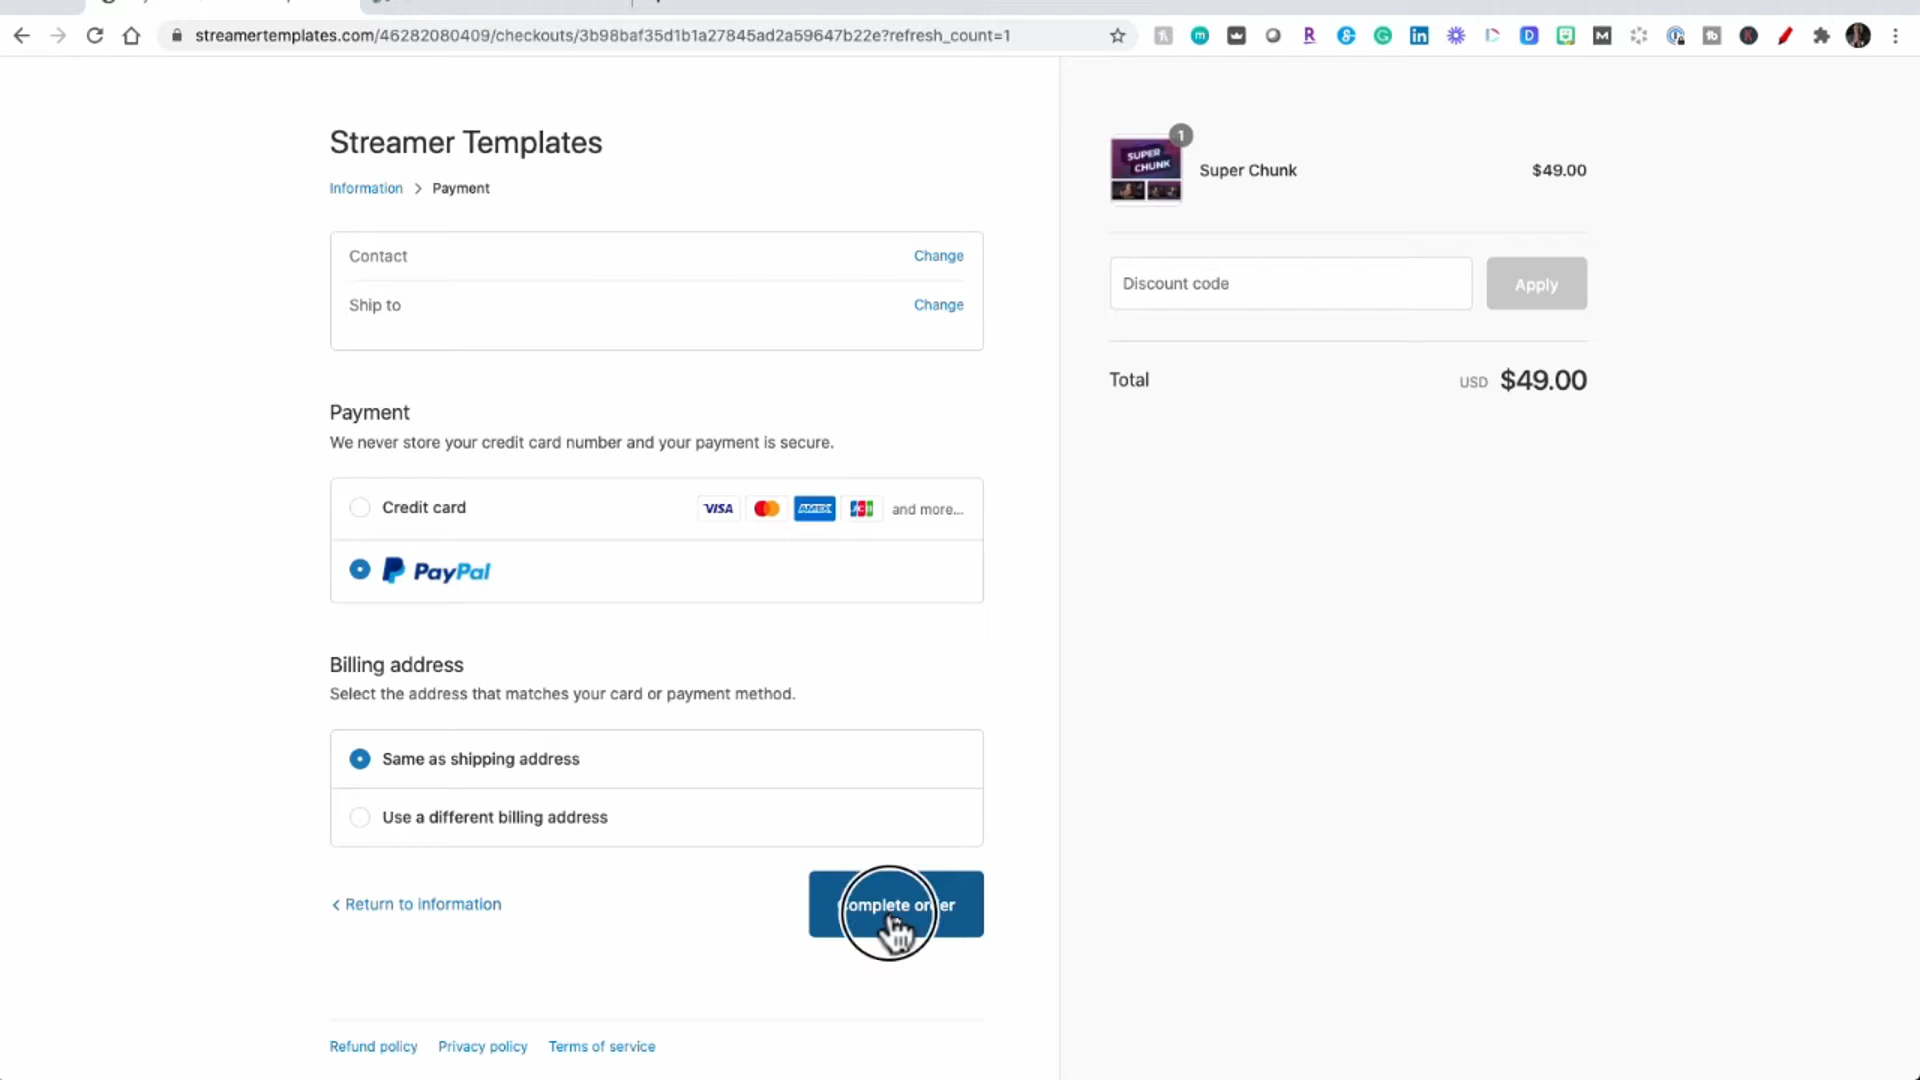 streamertemplates.com/46282080409/checkouts/3b98baf35d1b1a27845ad2a59647b22e?refresh_count=1
Streamer Templates
Information > Payment
Contact Change
Ship to Change
Payment
We never store your credit card number and your payment is secure.
Credit card VISA AMEX JCB and more...
PayPal
Billing address
Select the address that matches your card or payment method.
Same as shipping address
Use a different billing address
< Return to information
Complete order
Refund policy Privacy policy Terms of service
1
SUPER
CHUNK
Super Chunk $49.00
Discount code Apply
Total USD $49.00